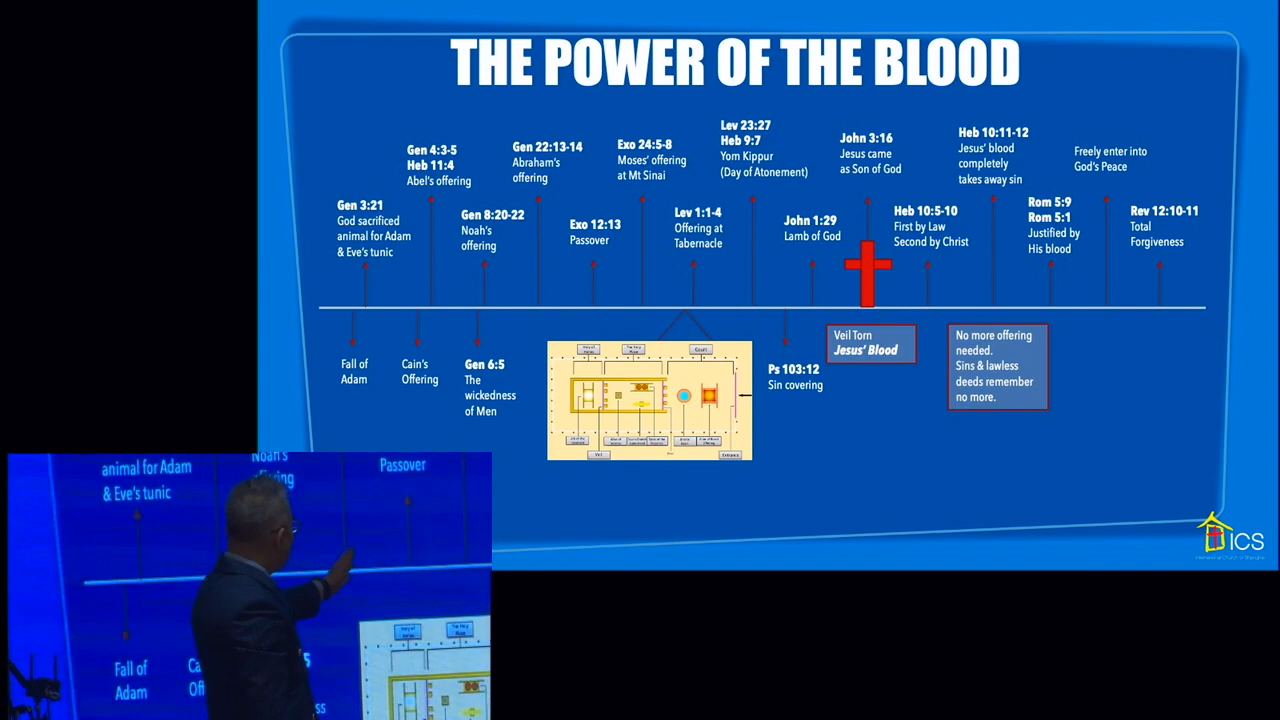 THE POWER OF THE BLOOD
Gen 3:21
God sacrificed
animal for Adam
& Eve's tunic
Gen 4:3-5
Heb 11:4
Abel's offering
Gen 8:20-22
Noah's
offering
Gen 22:13-14
Abraham's
offering
Exo 12:13
Passover
Exo 24:5-8
Moses' offering
at Mt Sinai
Lev 1:1-4
Offering at
Tabernacle
Lev 23:27
Heb 9:7
Yom Kippur
(Day of Atonement)
John 1:29
Lamb of God
John 3:16
Jesus came
as Son of God
Heb 10:5-10
First by Law
Second by Christ
Heb 10:11-12
Jesus' blood
completely
takes away sin
Rom 5:9
Rom 5:1
Justified by
His blood
Freely enter into
God's Peace
Rev 12:10-11
Total
Forgiveness
Fall of
Adam
Cain's
Offering
Gen 6:5
The
wickedness
of Men
Court
Veil
Entrance
Ps 103:12
Sin covering
Veil Torn
Jesus' Blood
No more offering
needed.
Sins & lawless
deeds remember
no more.
ICS
animal for Adam
& Eve's tunic
Noah's
Passover
Fall of
Adam